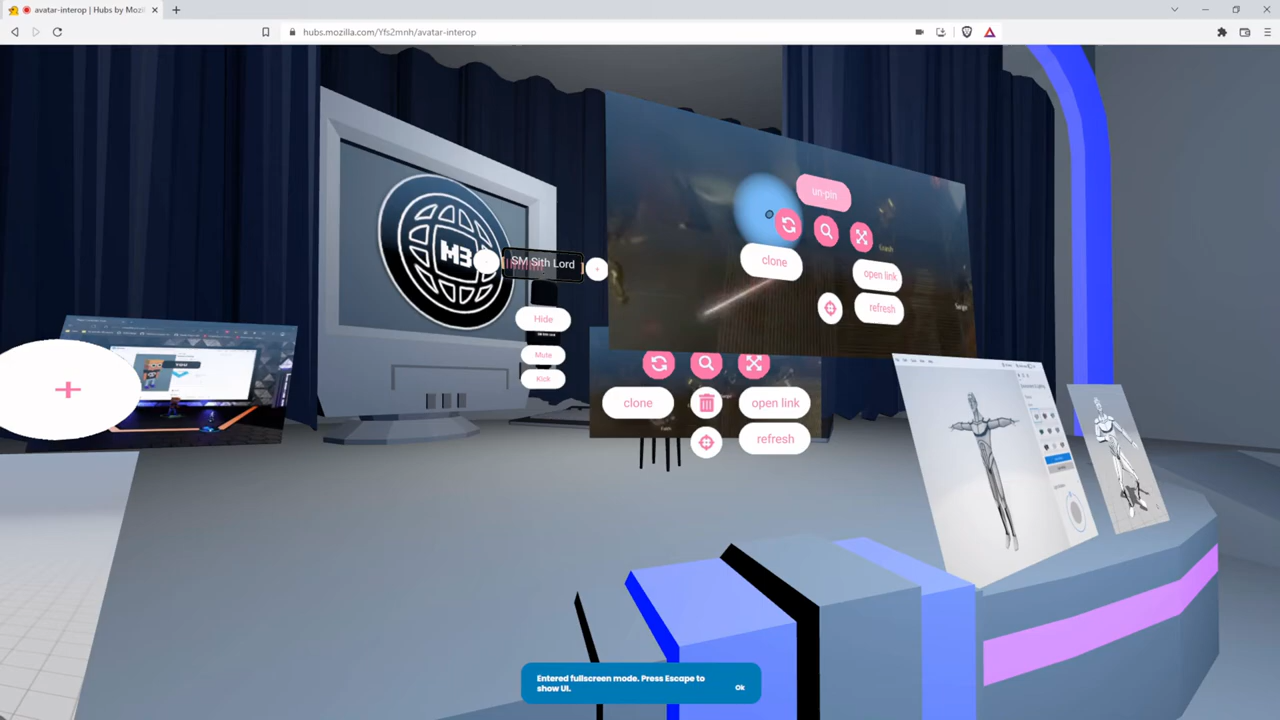 avatar-interop | Hubs by Mozil
hubs.mozilla.com/Yfs2mnh/avatar-interop
un-pin
M3
SM Sith Lord
clone
open link
refresh
Hide
Mute
Kick
clone
open link
refresh
Entered fullscreen mode. Press Escape to
show UI.
Ok